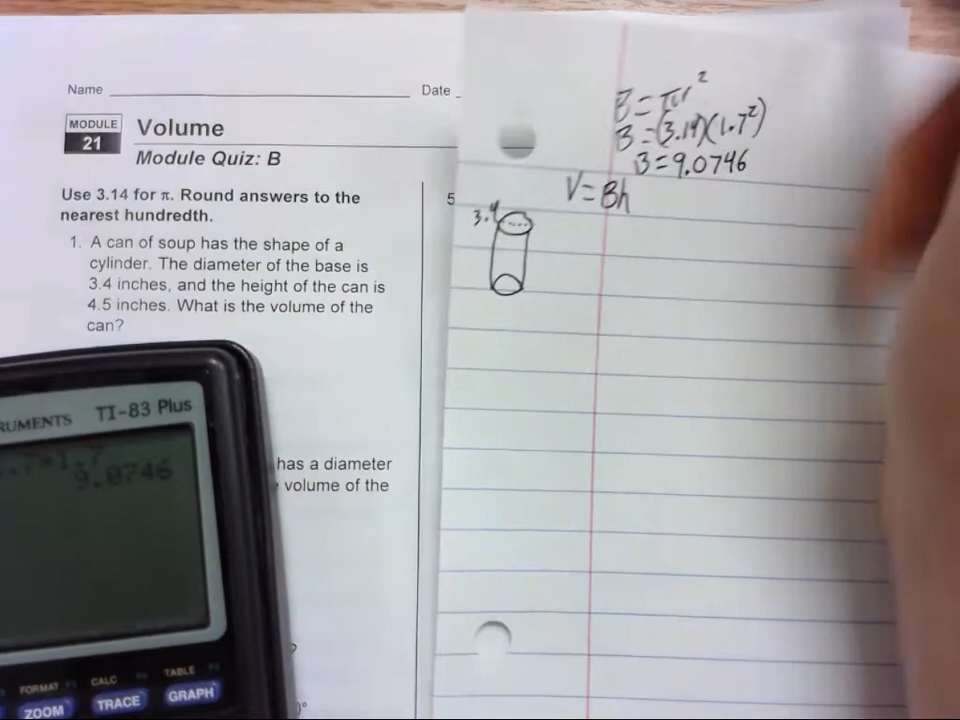 Name
Date
MODULE
21
Volume
Module Quiz: B
Use 3.14 for π. Round answers to the
nearest hundredth.
1. A can of soup has the shape of a
cylinder. The diameter of the base is
3.4 inches, and the height of the can is
4.5 inches. What is the volume of the
can?
has a diameter
volume of the
5
B = πr²
B = (3.14)(1.7²)
B = 9.0746
V = Bh
3.4
TI-83 Plus
9.0746
FORMAT
CALC
TABLE
ZOOM
TRACE
GRAPH